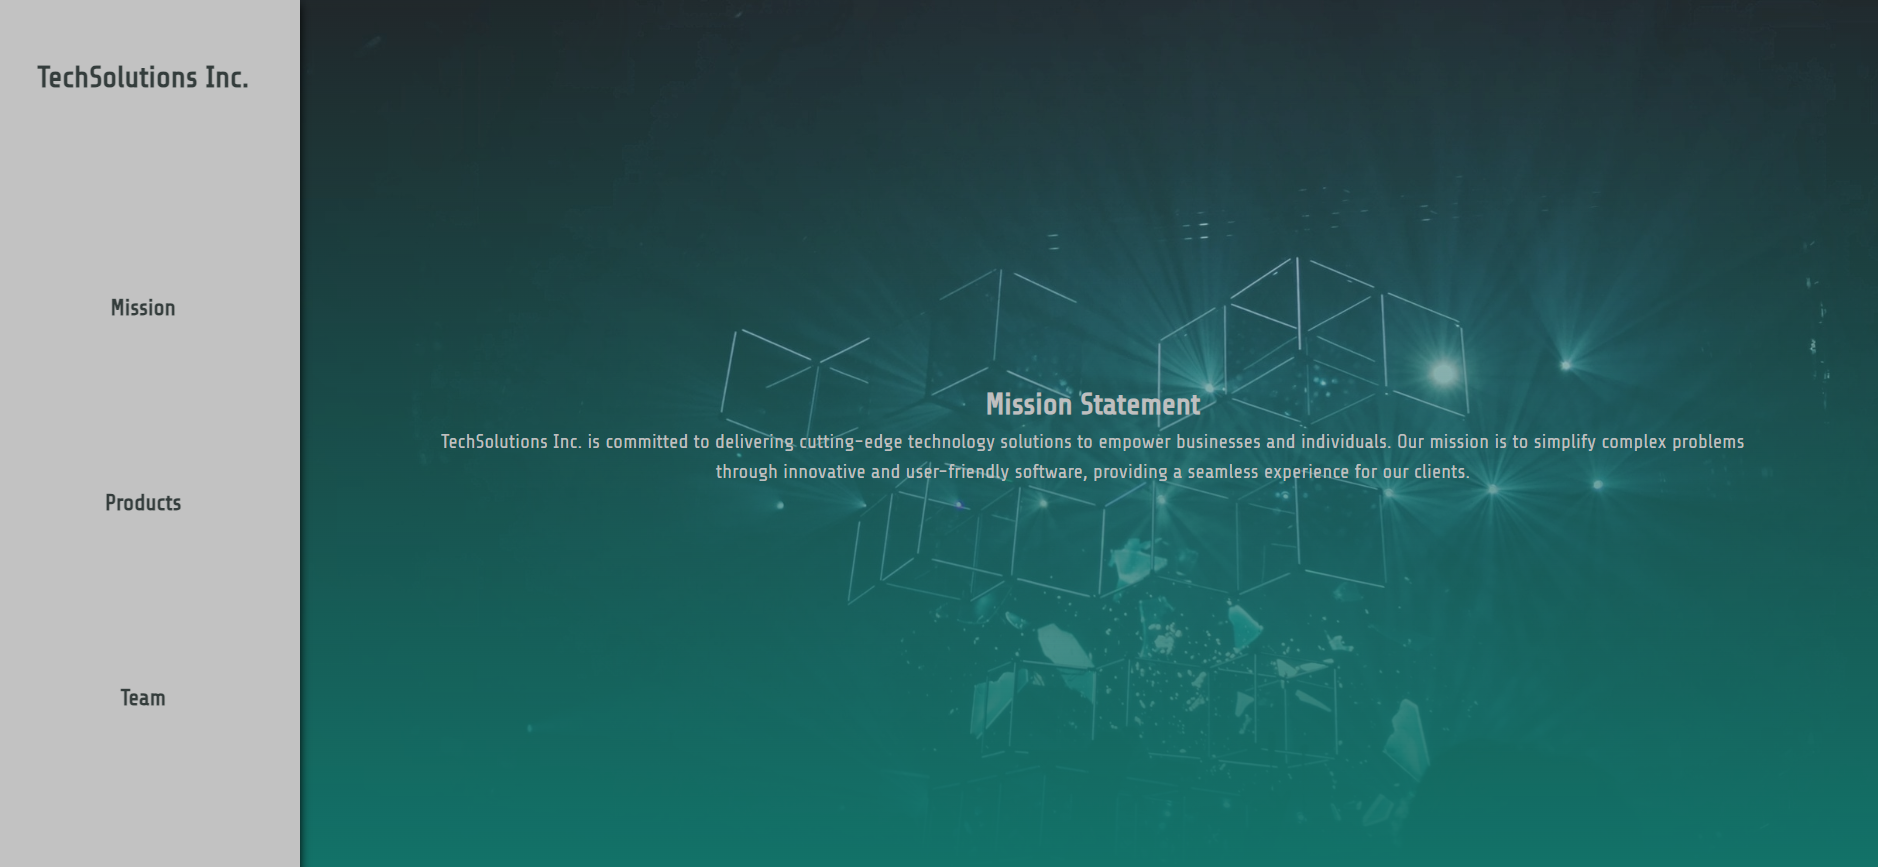 TechSolutions Inc.
Mission
Products
Team
Mission Statement
TechSolutions Inc. is committed to delivering cutting-edge technology solutions to empower businesses and individuals. Our mission is to simplify complex problems
through innovative and user-friendly software, providing a seamless experience for our clients.